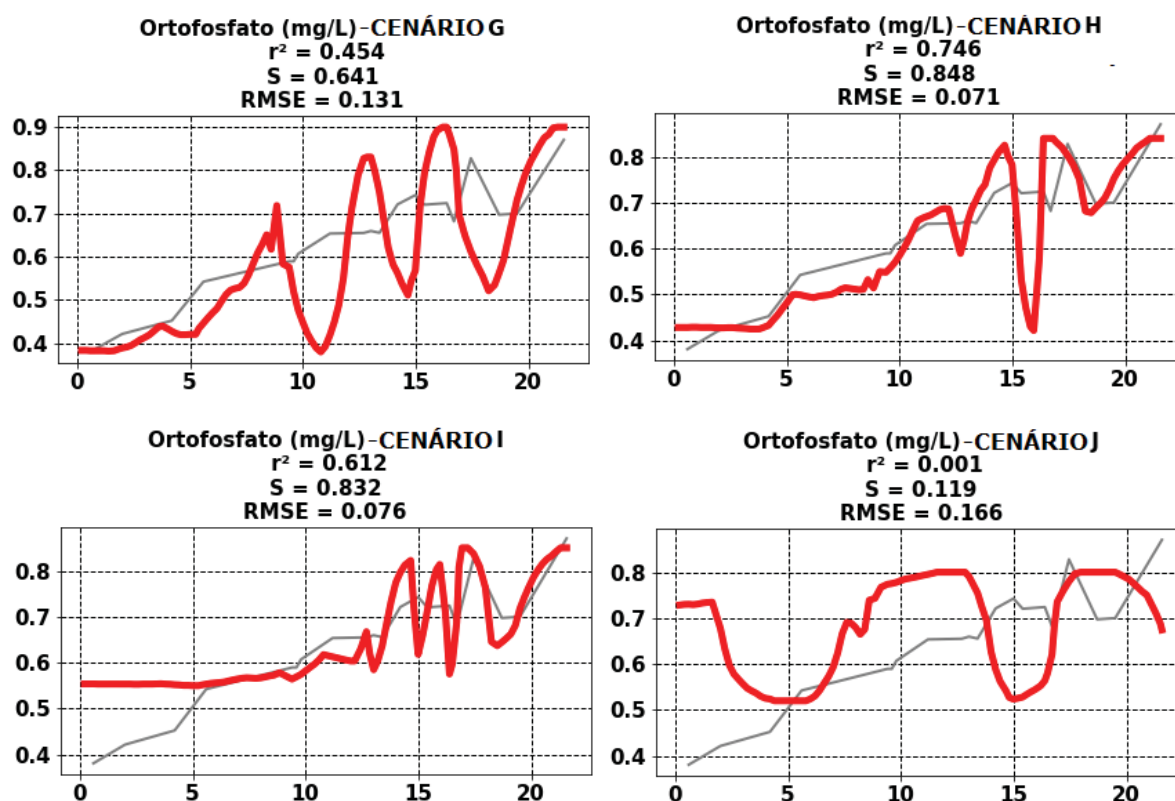 Ortofosfato (mg/L)-CENÁRIO G
r² = 0.454
S = 0.641
RMSE = 0.131
0.9
0.8
0.7
0.6
0.5
0.4
0 5 10 15 20
Ortofosfato (mg/L)-CENÁRIO H
r² = 0.746
S = 0.848
RMSE = 0.071
0.8
0.7
0.6
0.5
0.4
0 5 10 15 20
Ortofosfato (mg/L)-CENÁRIO I
r² = 0.612
S = 0.832
RMSE = 0.076
0.8
0.7
0.6
0.5
0.4
0 5 10 15 20
Ortofosfato (mg/L)-CENÁRIO J
r² = 0.001
S = 0.119
RMSE = 0.166
0.8
0.7
0.6
0.5
0.4
0 5 10 15 20